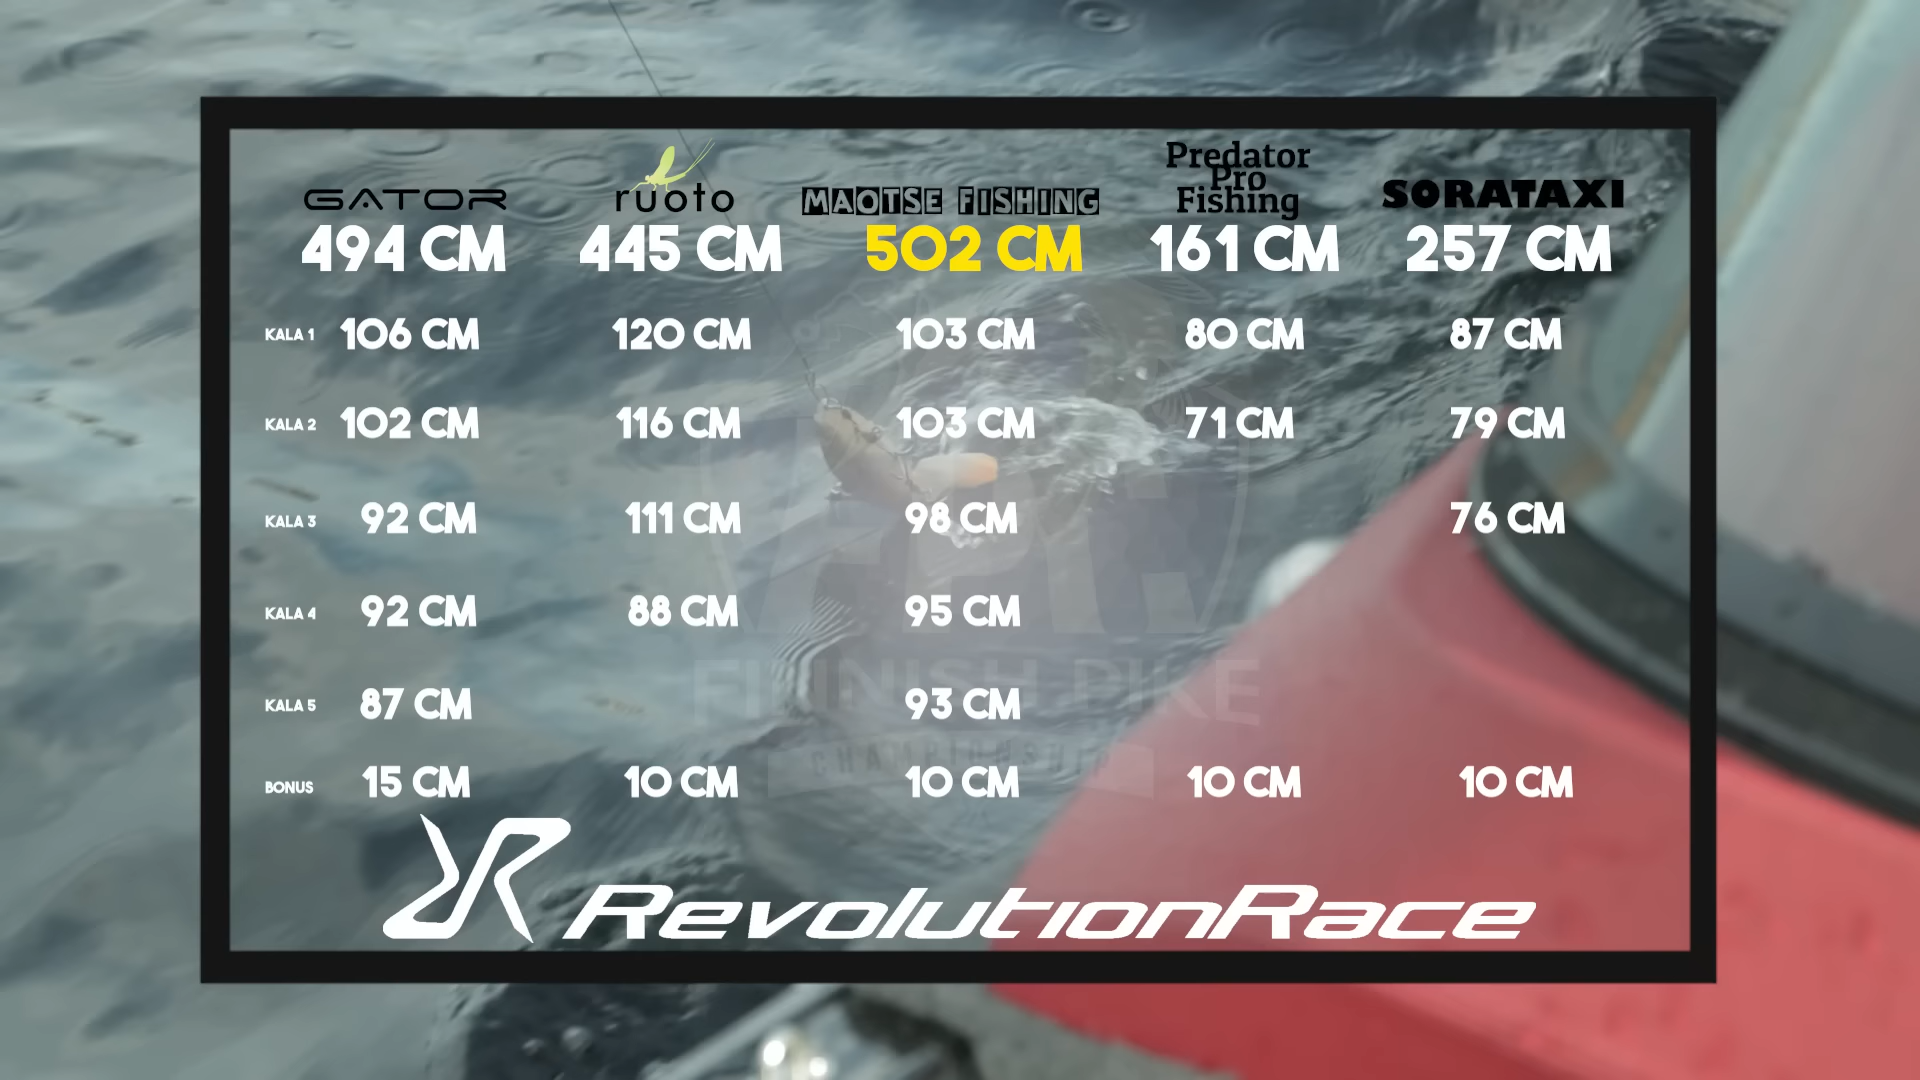 GATOR ruoto MAOTSE FISHING Predator Pro Fishing SORATAXI
494 CM 445 CM 502 CM 161 CM 257 CM
KALA 1 106 CM 120 CM 103 CM 80 CM 87 CM
KALA 2 102 CM 116 CM 103 CM 71 CM 79 CM
KALA 3 92 CM 111 CM 98 CM 76 CM
KALA 4 92 CM 88 CM 95 CM
FINNISH PIKE
KALA 5 87 CM 93 CM
CHAMPIONSHIP
BONUS 15 CM 10 CM 10 CM 10 CM 10 CM
RevolutionRace